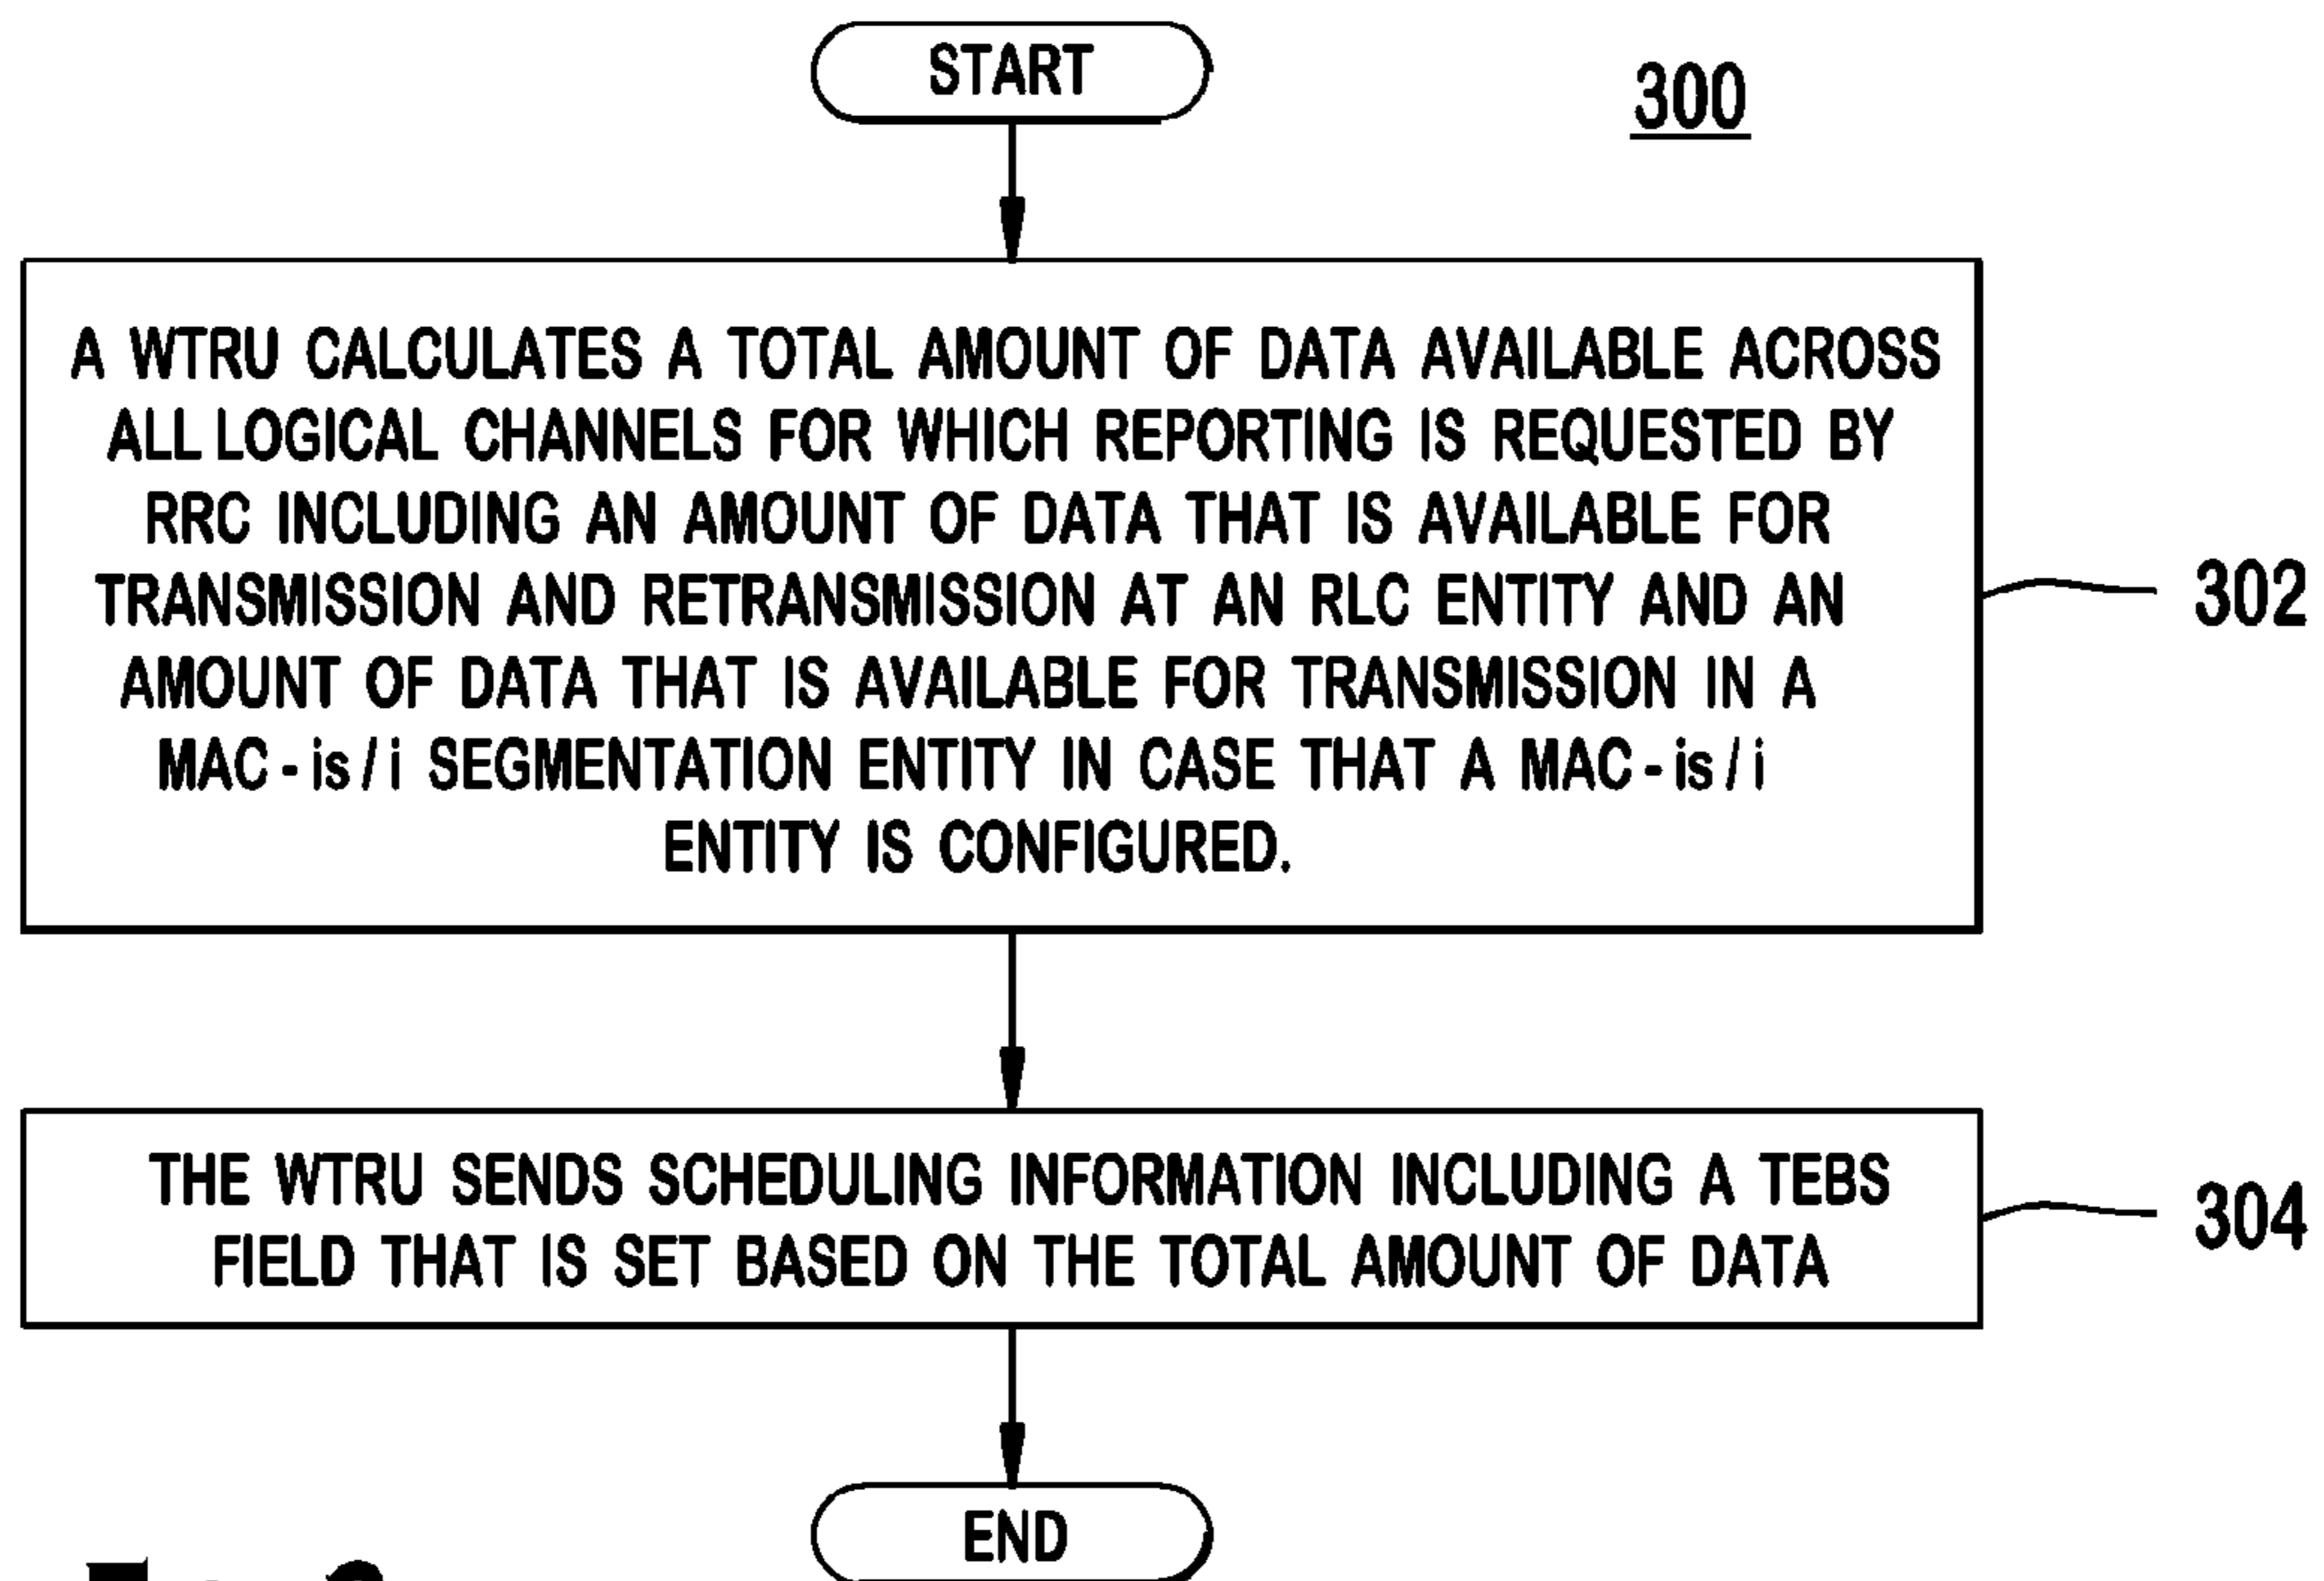 START
300
A WTRU CALCULATES A TOTAL AMOUNT OF DATA AVAILABLE ACROSS
ALL LOGICAL CHANNELS FOR WHICH REPORTING IS REQUESTED BY
RRC INCLUDING AN AMOUNT OF DATA THAT IS AVAILABLE FOR
TRANSMISSION AND RETRANSMISSION AT AN RLC ENTITY AND AN
AMOUNT OF DATA THAT IS AVAILABLE FOR TRANSMISSION IN A
MAC-is/i SEGMENTATION ENTITY IN CASE THAT A MAC-is/i
ENTITY IS CONFIGURED.
302
THE WTRU SENDS SCHEDULING INFORMATION INCLUDING A TEBS
FIELD THAT IS SET BASED ON THE TOTAL AMOUNT OF DATA
304
END